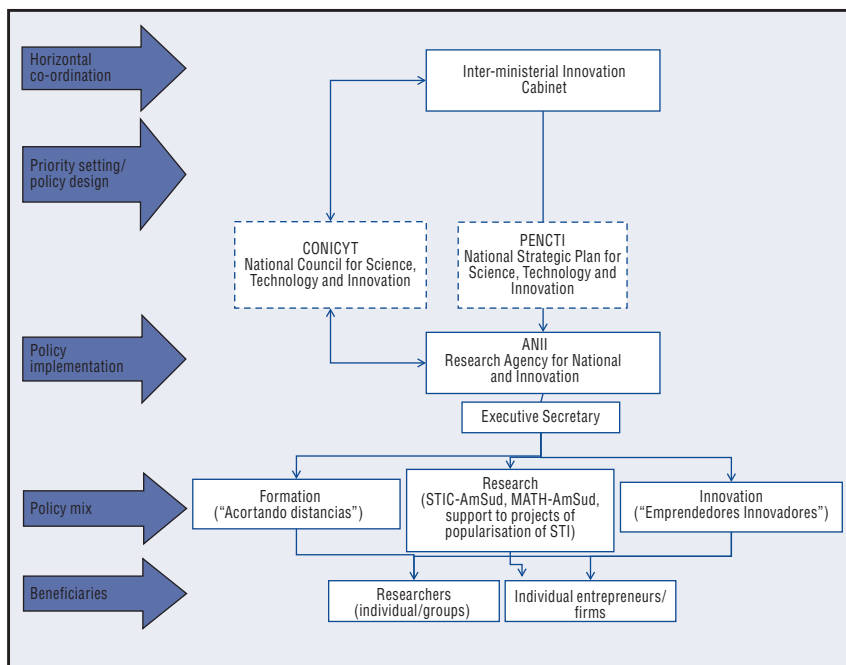 Horizontal
co-ordination
Inter-ministerial Innovation
Cabinet
Priority setting/
policy design
CONICYT
National Council for Science,
Technology and Innovation
PENCTI
National Strategic Plan for
Science, Technology and
Innovation
Policy
implementation
ANII
Research Agency for National
and Innovation
Executive Secretary
Policy mix
Formation
("Acortando distancias")
Research
(STIC-AmSud, MATH-AmSud,
support to projects of
popularisation of STI)
Innovation
("Emprendedores Innovadores")
Beneficiaries
Researchers
(individual/groups)
Individual entrepreneurs/
firms